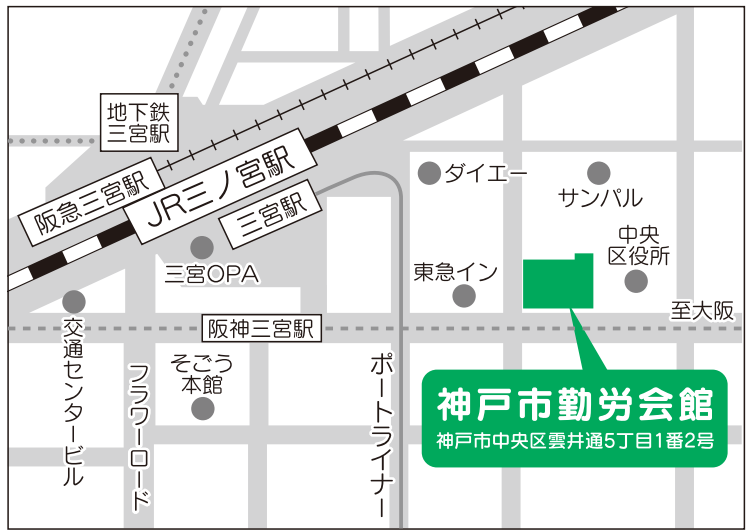 地下鉄
三宮駅
阪急三宮駅
JR三ノ宮駅
三宮駅
ダイエー
サンパル
中央
区役所
三宮OPA
東急イン
至大阪
阪神三宮駅
交通センタービル
フラワーロード
そごう
本館
ポートライナー
神戸市勤労会館
神戸市中央区雲井通5丁目1番2号